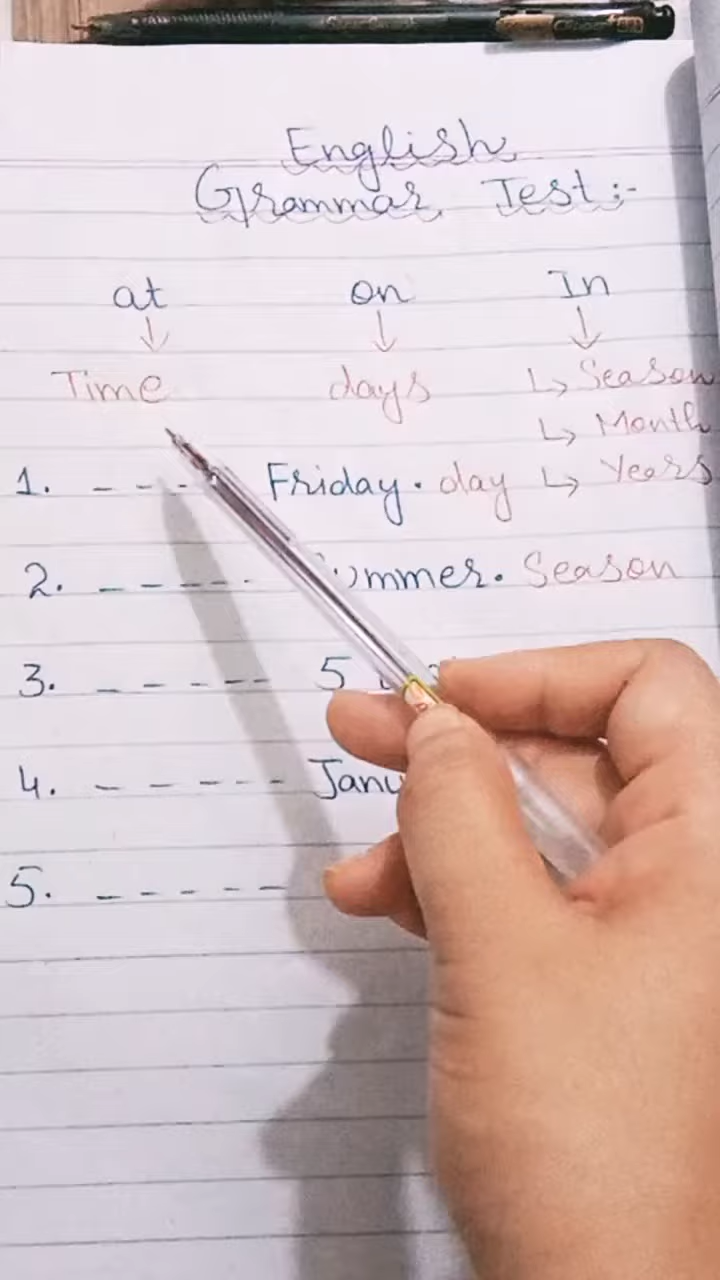 English
Grammar Test :-
at on In
Time days ↳ Season
↳ Month
1. - - - Friday. day ↳ Years
2. - - - - - Summer. Season
3. - - - - - 5
4. - - - - - Janu
5. - - - - -